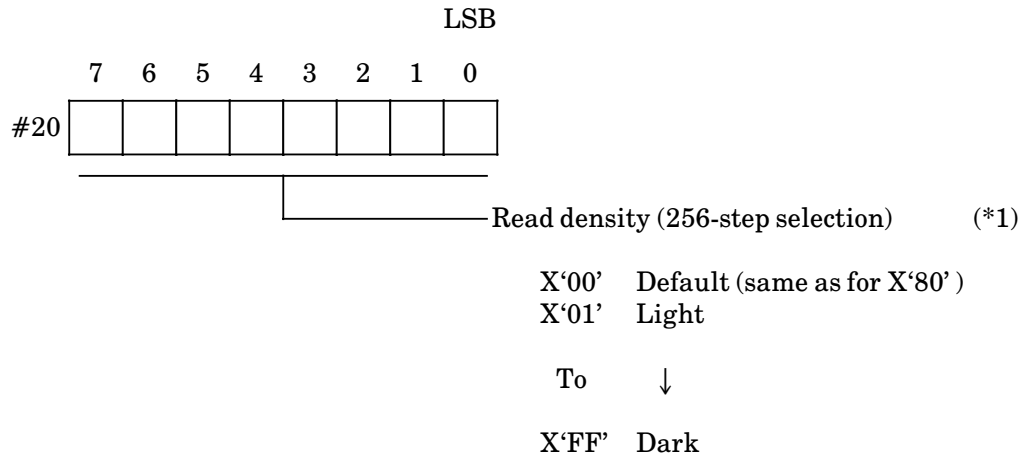 LSB
7 6 5 4 3 2 1 0
#20
Read density (256-step selection) (*1)
X‘00’ Default (same as for X‘80’ )
X‘01’ Light
To ↓
X‘FF’ Dark